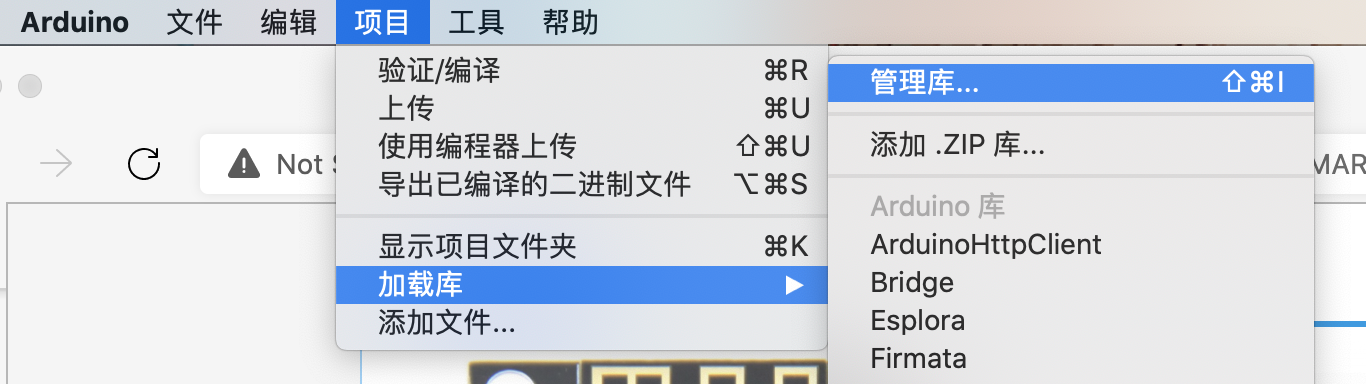 Arduino 文件 编辑 项目 工具 帮助
验证/编译 ⌘R
上传 ⌘U
使用编程器上传 ⇧⌘U
导出已编译的二进制文件 ⌥⌘S
显示项目文件夹 ⌘K
加载库 ▶
添加文件...
管理库... ⇧⌘I
添加 .ZIP 库...
Arduino 库
ArduinoHttpClient
Bridge
Esplora
Firmata
Not
MAR